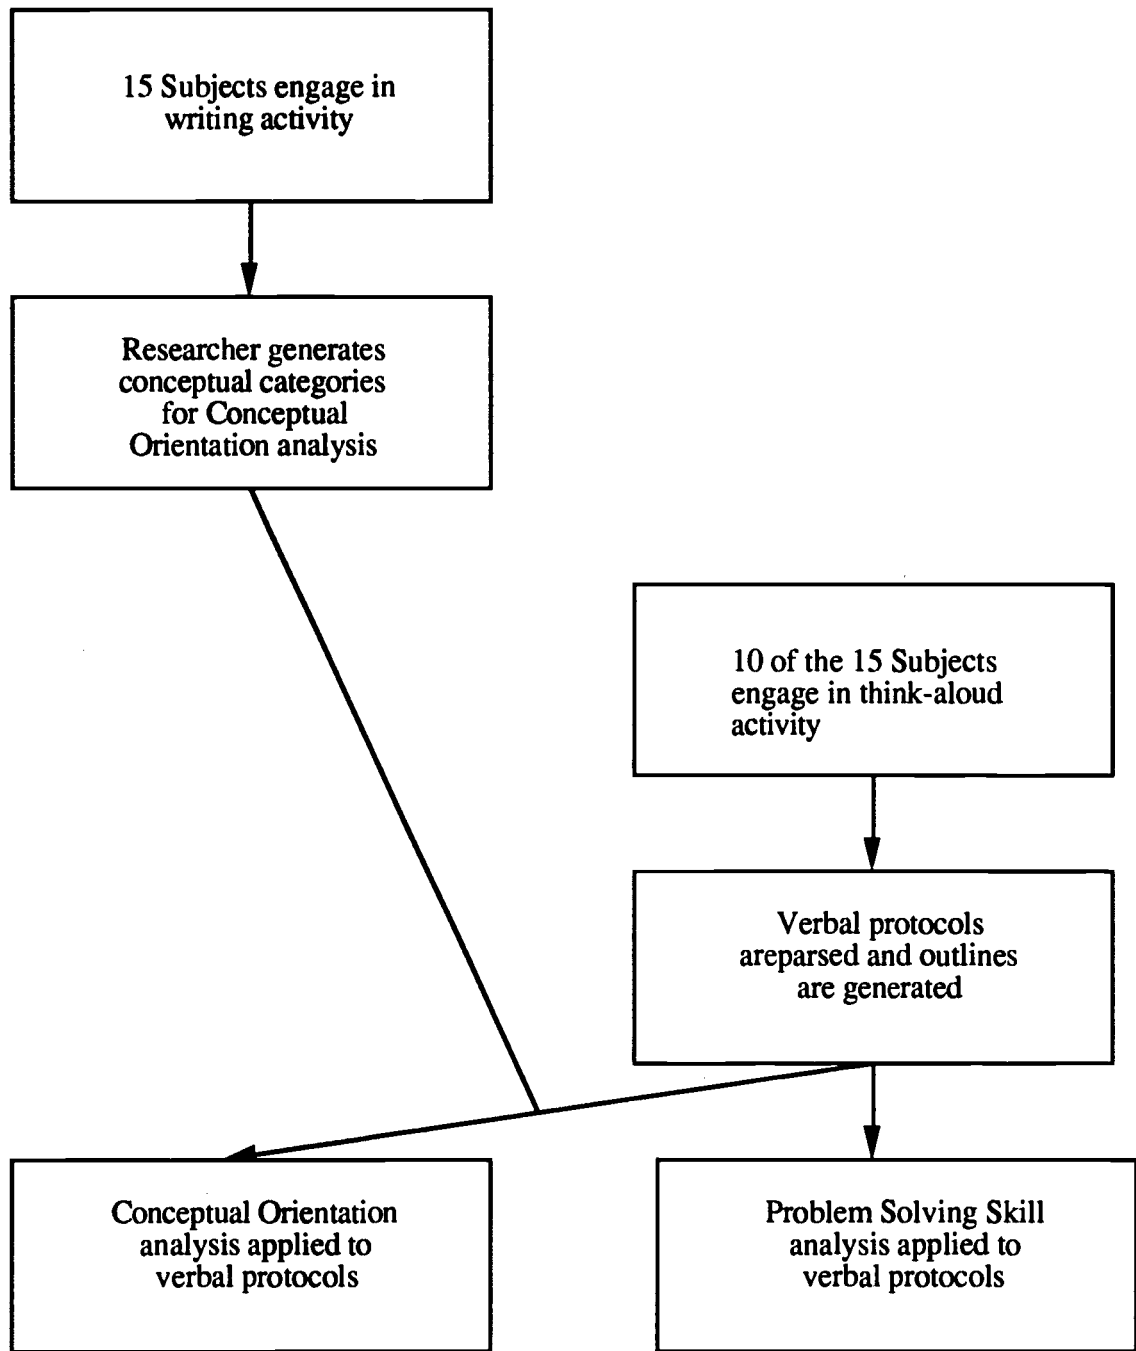 15 Subjects engage in
writing activity
Researcher generates
conceptual categories
for Conceptual
Orientation analysis
10 of the 15 Subjects
engage in think-aloud
activity
Verbal protocols
areparsed and outlines
are generated
Conceptual Orientation
analysis applied to
verbal protocols
Problem Solving Skill
analysis applied to
verbal protocols